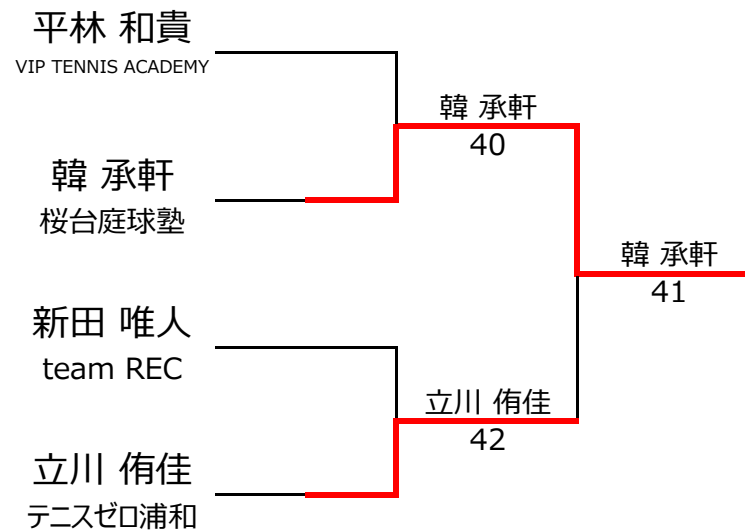 平林 和貴
VIP TENNIS ACADEMY
韓 承軒
40
韓 承軒
桜台庭球塾
韓 承軒
41
新田 唯人
team REC
立川 侑佳
42
立川 侑佳
テニスゼロ浦和